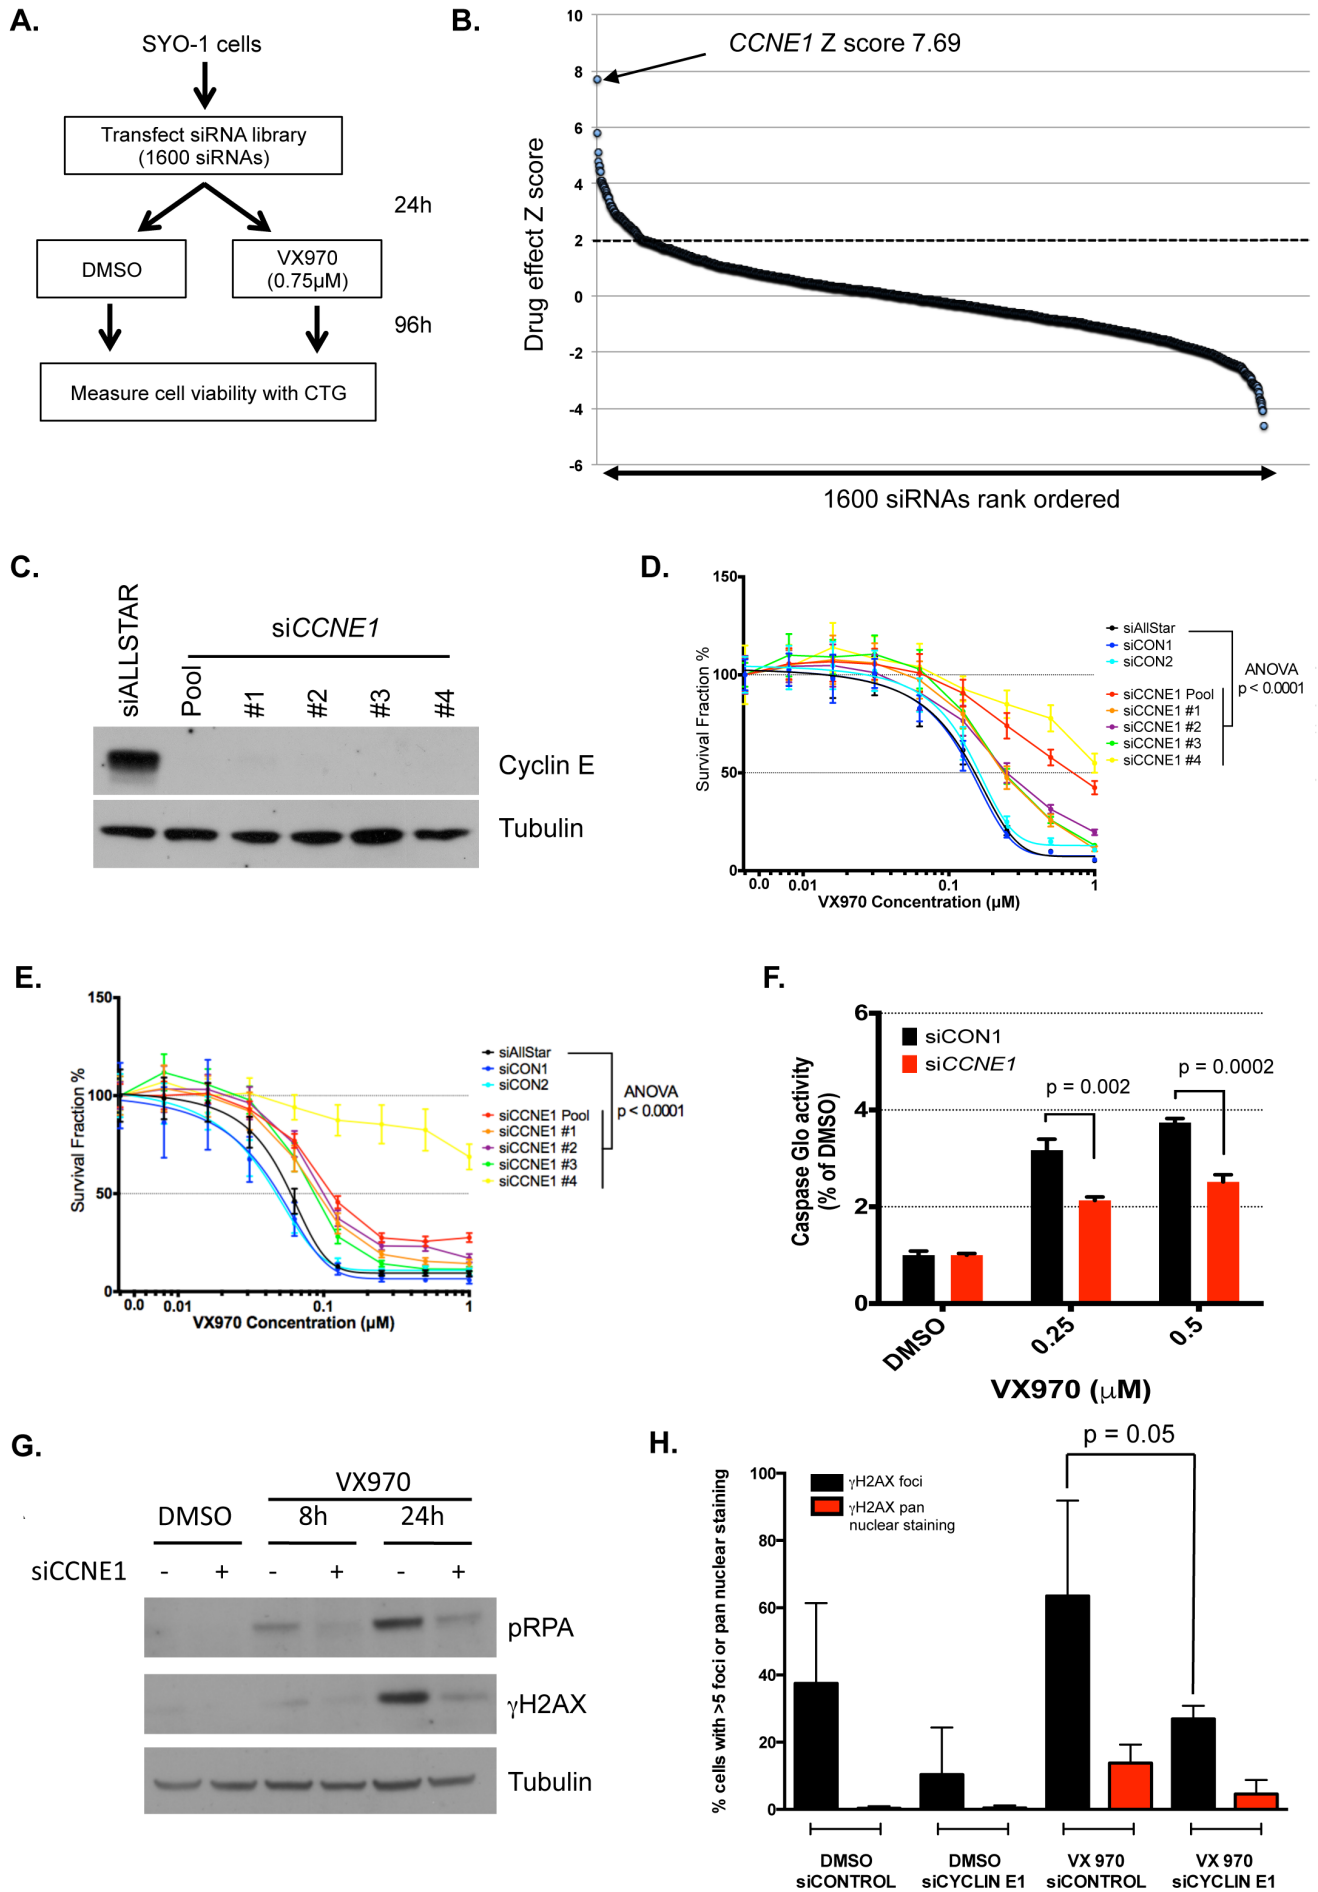 A.
SYO-1 cells
Transfect siRNA library
(1600 siRNAs)
24h
DMSO
VX970
(0.75µM)
96h
Measure cell viability with CTG
B.
CCNE1 Z score 7.69
Drug effect Z score
10
8
6
4
2
0
-2
-4
-6
1600 siRNAs rank ordered
C.
siALLSTAR
siCCNE1
Pool
#1
#2
#3
#4
Cyclin E
Tubulin
D.
Survival Fraction %
150
100
50
0
0.0 0.01 0.1 1
VX970 Concentration (µM)
siAllStar
siCON1
siCON2
siCCNE1 Pool
siCCNE1 #1
siCCNE1 #2
siCCNE1 #3
siCCNE1 #4
ANOVA
p < 0.0001
E.
Survival Fraction %
150
100
50
0
0.0 0.01 0.1 1
VX970 Concentration (µM)
siAllStar
siCON1
siCON2
siCCNE1 Pool
siCCNE1 #1
siCCNE1 #2
siCCNE1 #3
siCCNE1 #4
ANOVA
p < 0.0001
F.
Caspase Glo activity
(% of DMSO)
6
4
2
0
siCON1
siCCNE1
p = 0.002
p = 0.0002
DMSO
0.25
0.5
VX970 (µM)
G.
VX970
DMSO 8h 24h
siCCNE1 - + - + - +
pRPA
γH2AX
Tubulin
H.
p = 0.05
% cells with >5 foci or pan nuclear staining
100
80
60
40
20
0
γH2AX foci
γH2AX pan
nuclear staining
DMSO
siCONTROL
DMSO
siCYCLIN E1
VX 970
siCONTROL
VX 970
siCYCLIN E1